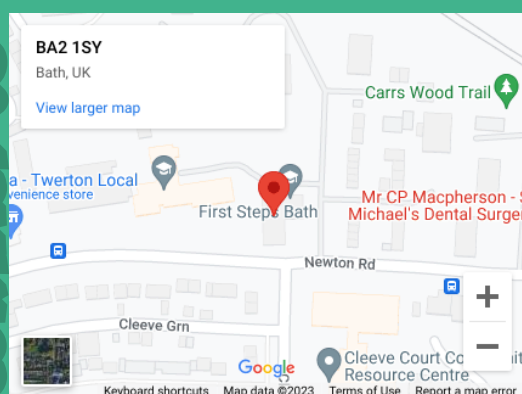 BA2 1SY
Bath, UK
View larger map
Carrs Wood Trail
a - Twerton Local
venience store
First Steps Bath
Mr CP Macpherson - S
Michael's Dental Surger
Newton Rd
Cleeve Grn
Cleeve Court Co
Resource Centre
Google
Keyboard shortcuts Map data ©2023 Terms of Use Report a map error